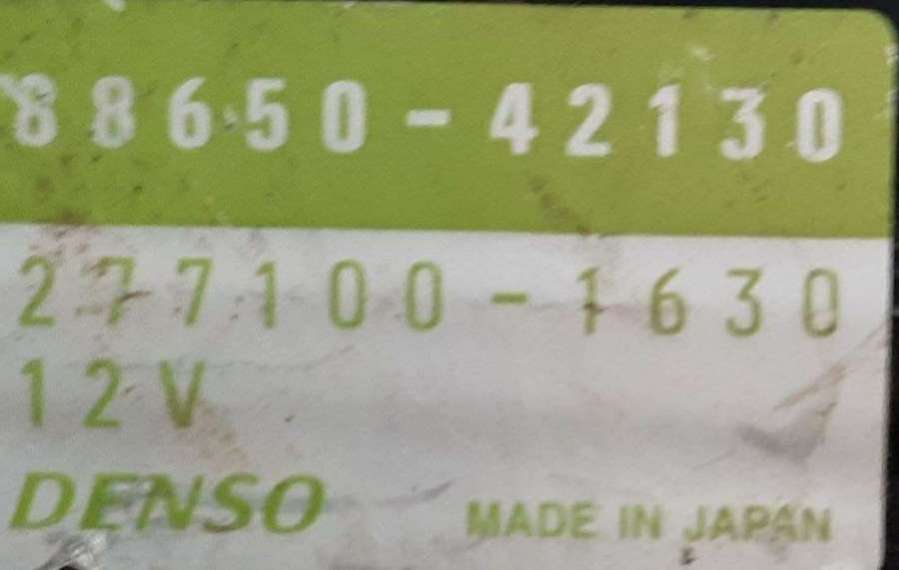 88650-42130
277100-1630
12V
DENSO
MADE IN JAPAN